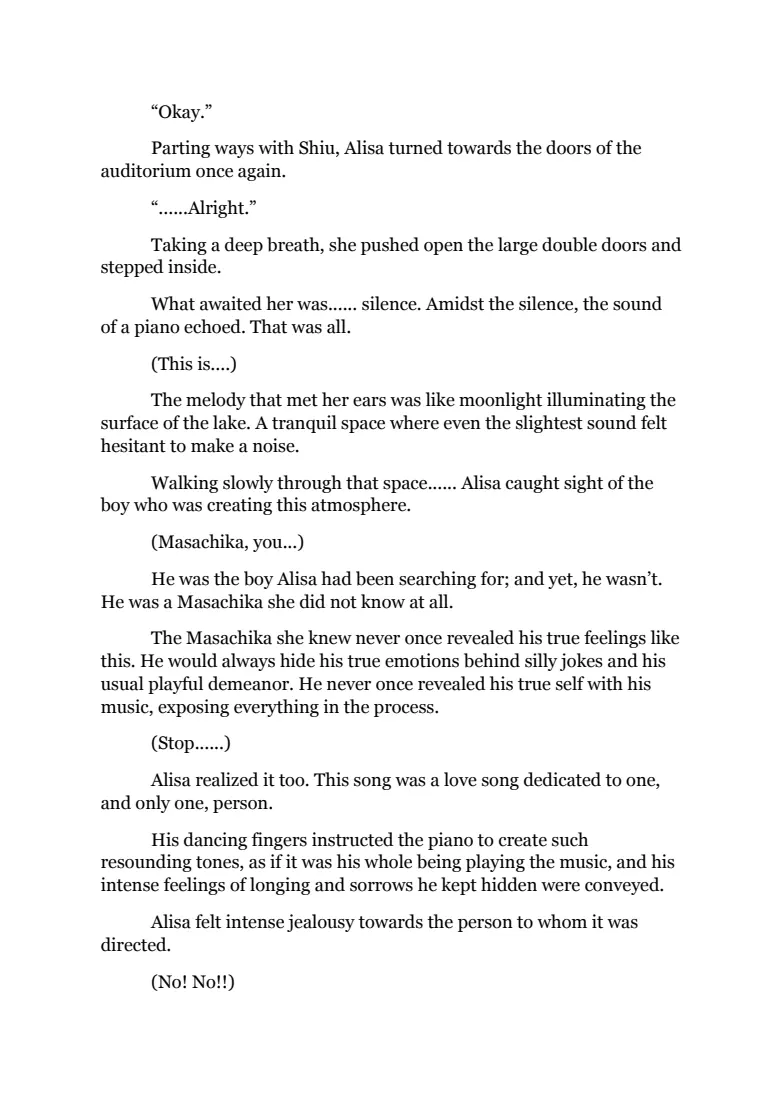 “Okay.”
Parting ways with Shiu, Alisa turned towards the doors of the
auditorium once again.
“......Alright.”
Taking a deep breath, she pushed open the large double doors and
stepped inside.
What awaited her was...... silence. Amidst the silence, the sound
of a piano echoed. That was all.
(This is....)
The melody that met her ears was like moonlight illuminating the
surface of the lake. A tranquil space where even the slightest sound felt
hesitant to make a noise.
Walking slowly through that space...... Alisa caught sight of the
boy who was creating this atmosphere.
(Masachika, you...)
He was the boy Alisa had been searching for; and yet, he wasn’t.
He was a Masachika she did not know at all.
The Masachika she knew never once revealed his true feelings like
this. He would always hide his true emotions behind silly jokes and his
usual playful demeanor. He never once revealed his true self with his
music, exposing everything in the process.
(Stop......)
Alisa realized it too. This song was a love song dedicated to one,
and only one, person.
His dancing fingers instructed the piano to create such
resounding tones, as if it was his whole being playing the music, and his
intense feelings of longing and sorrows he kept hidden were conveyed.
Alisa felt intense jealousy towards the person to whom it was
directed.
(No! No!!)